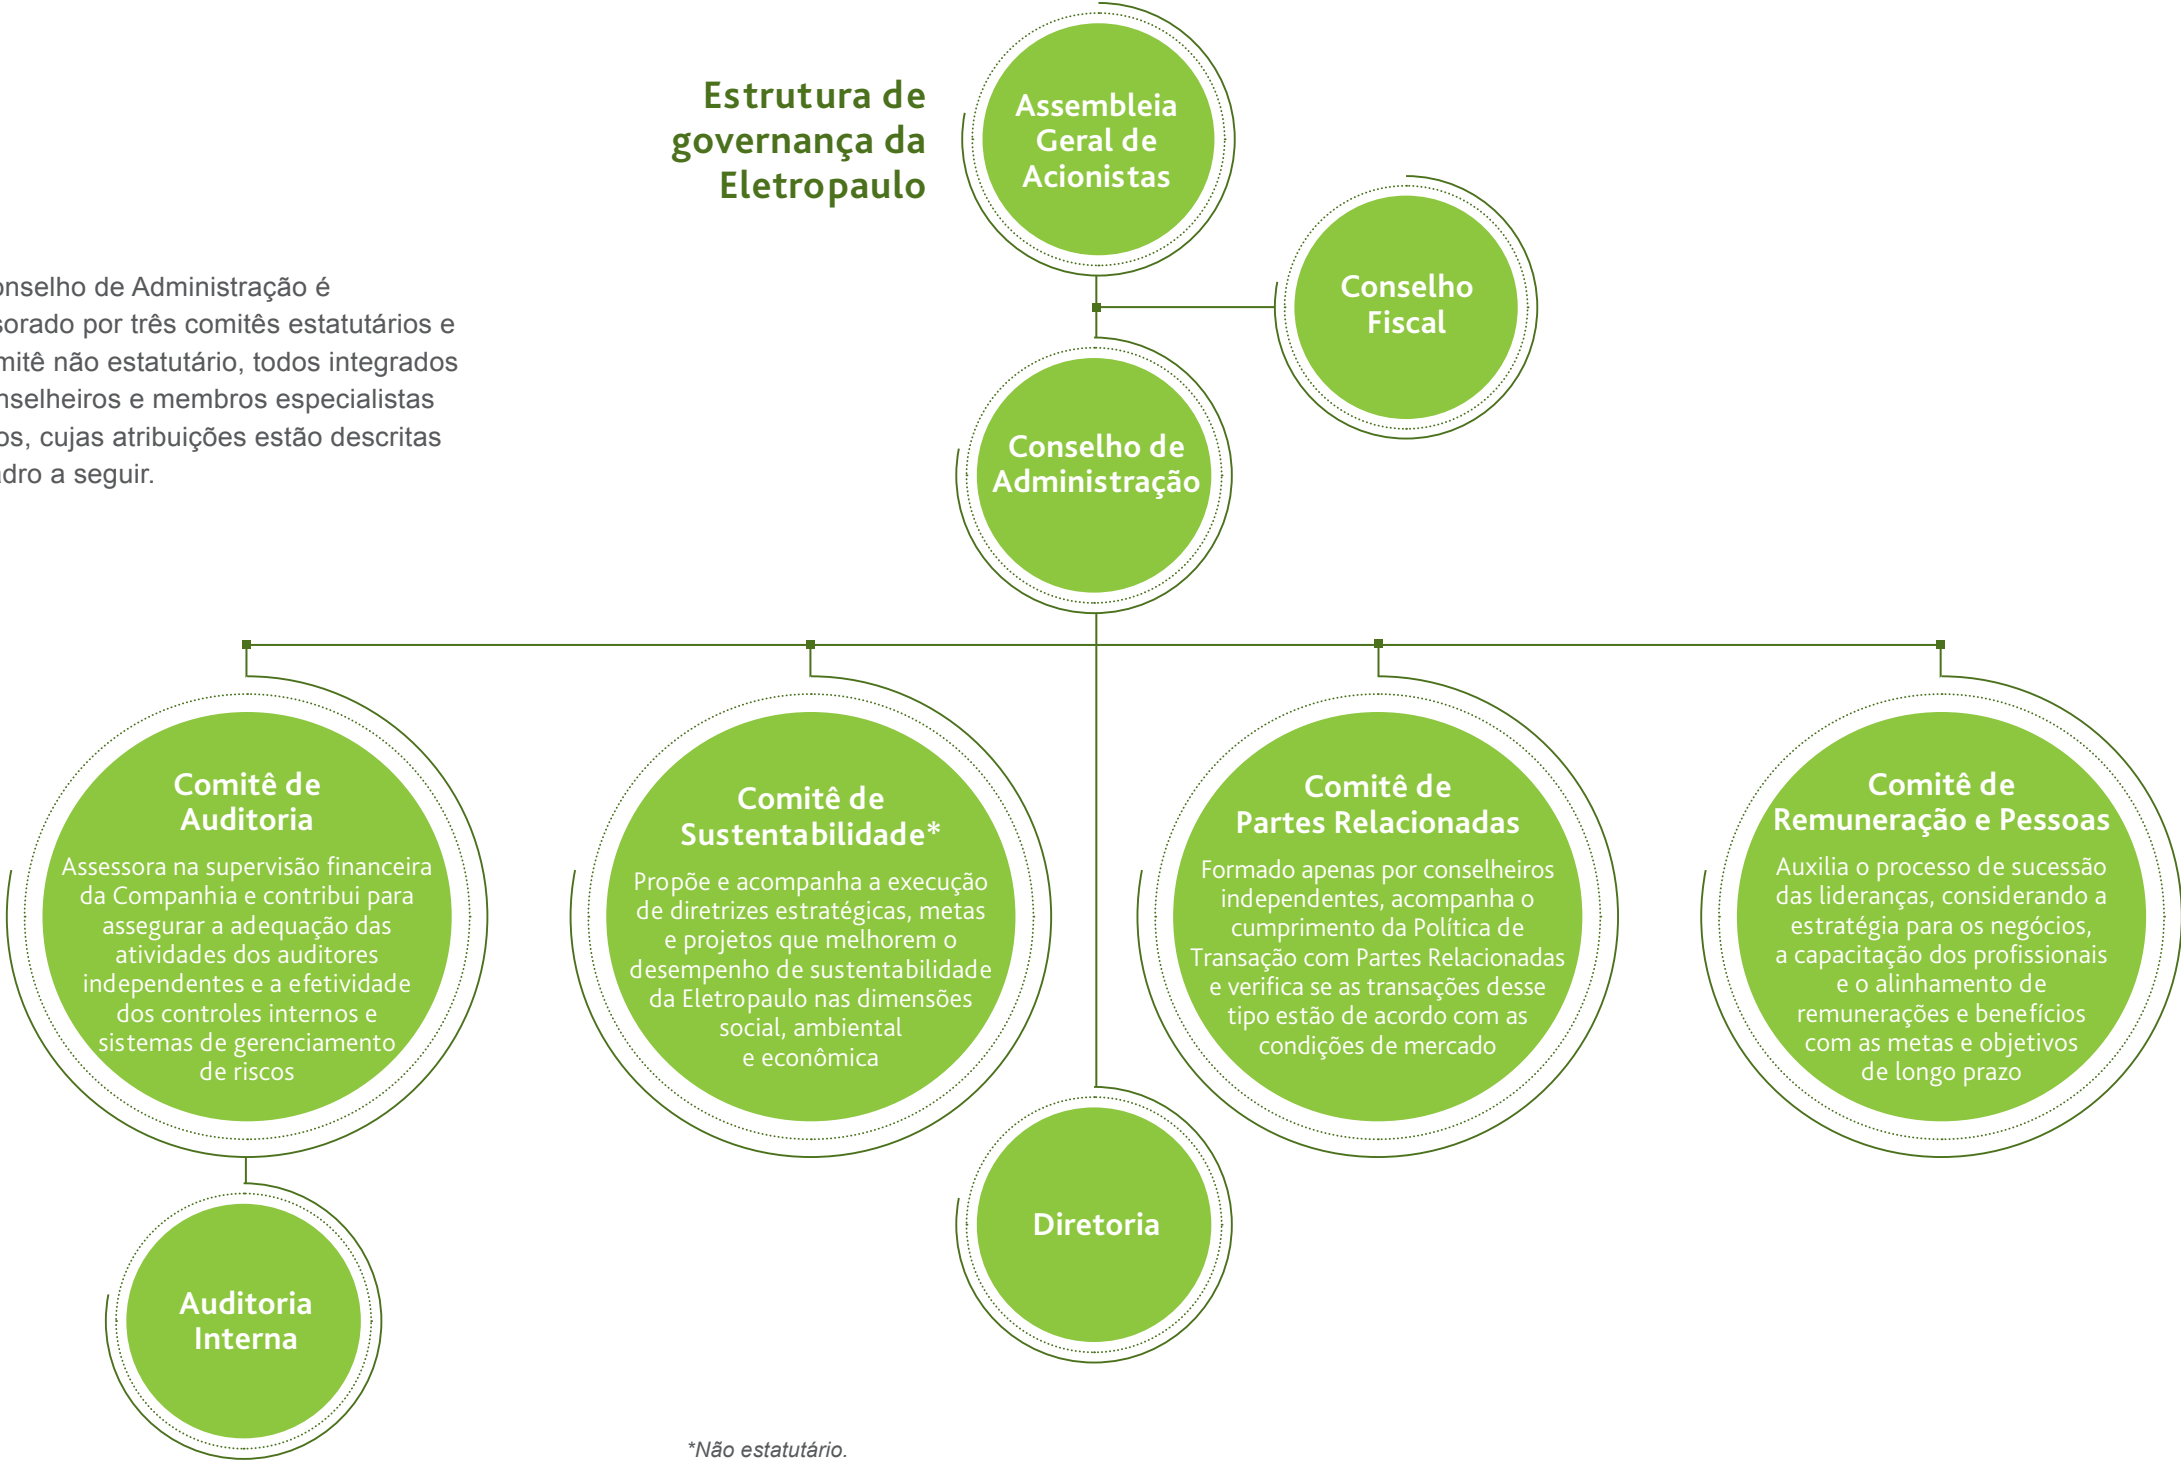 Estrutura de
governança da
Eletropaulo
Assembleia
Geral de
Acionistas
Conselho
Fiscal
onselho de Administração é
sorado por três comitês estatutários e
mitê não estatutário, todos integrados
nselheiros e membros especialistas
os, cujas atribuições estão descritas
adro a seguir.
Conselho de
Administração
Comitê de
Auditoria
Assessora na supervisão financeira
da Companhia e contribui para
assegurar a adequação das
atividades dos auditores
independentes e a efetividade
dos controles internos e
sistemas de gerenciamento
de riscos
Comitê de
Sustentabilidade*
Propõe e acompanha a execução
de diretrizes estratégicas, metas
e projetos que melhorem o
desempenho de sustentabilidade
da Eletropaulo nas dimensões
social, ambiental
e econômica
Comitê de
Partes Relacionadas
Formado apenas por conselheiros
independentes, acompanha o
cumprimento da Política de
Transação com Partes Relacionadas
e verifica se as transações desse
tipo estão de acordo com as
condições de mercado
Comitê de
Remuneração e Pessoas
Auxilia o processo de sucessão
das lideranças, considerando a
estratégia para os negócios,
a capacitação dos profissionais
e o alinhamento de
remunerações e benefícios
com as metas e objetivos
de longo prazo
Diretoria
Auditoria
Interna
*Não estatutário.